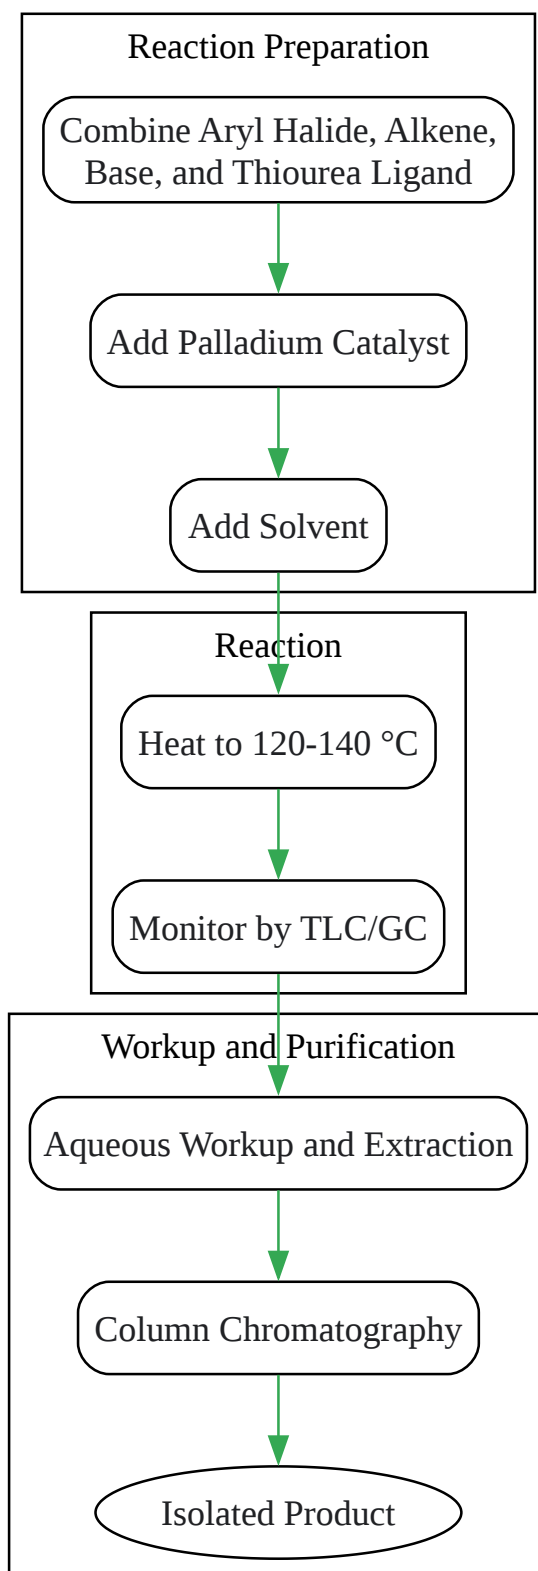 Reaction Preparation
Combine Aryl Halide, Alkene,
Base, and Thiourea Ligand
Add Palladium Catalyst
Add Solvent
Reaction
Heat to 120-140 °C
Monitor by TLC/GC
Workup and Purification
Aqueous Workup and Extraction
Column Chromatography
Isolated Product